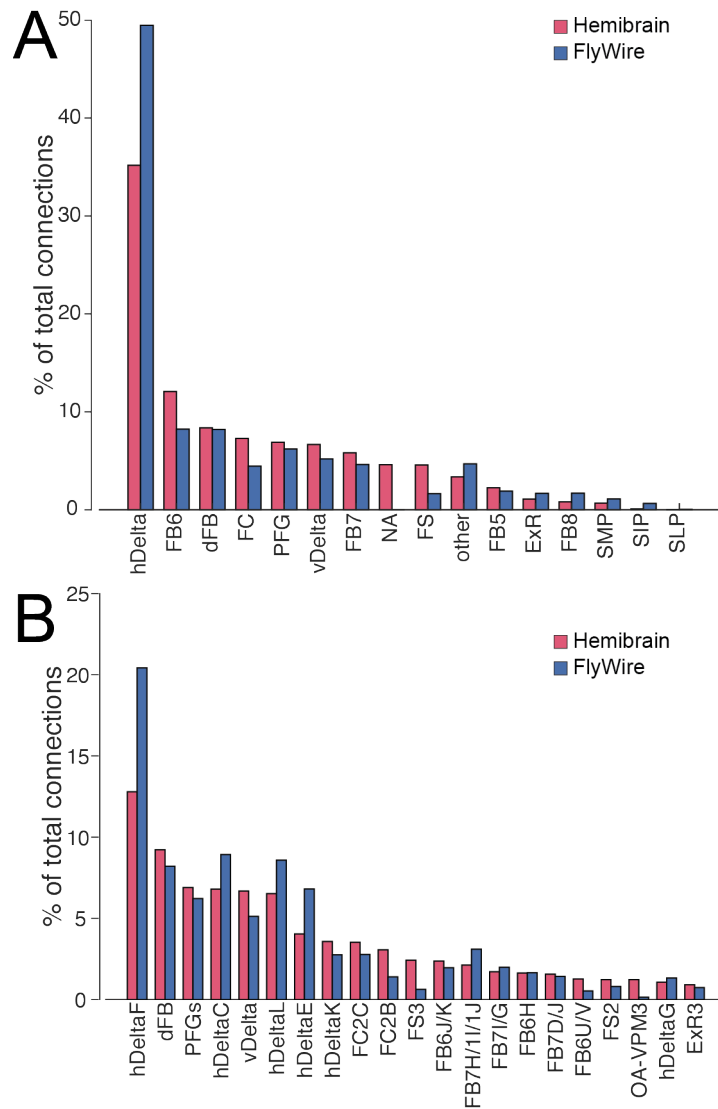 A
Hemibrain
FlyWire
% of total connections
50
40
30
20
10
0
hDelta
FB6
dFB
FC
PFG
vDelta
FB7
NA
FS
other
FB5
ExR
FB8
SMP
SIP
SLP
B
Hemibrain
FlyWire
% of total connections
25
20
15
10
5
0
hDeltaF
dFB
PFGs
hDeltaC
vDelta
hDeltaL
hDeltaE
hDeltaK
FC2C
FC2B
FS3
FB6J/K
FB7H/1I/1J
FB7I/G
FB6H
FB7D/J
FB6U/V
FS2
OA-VPM3
hDeltaG
ExR3